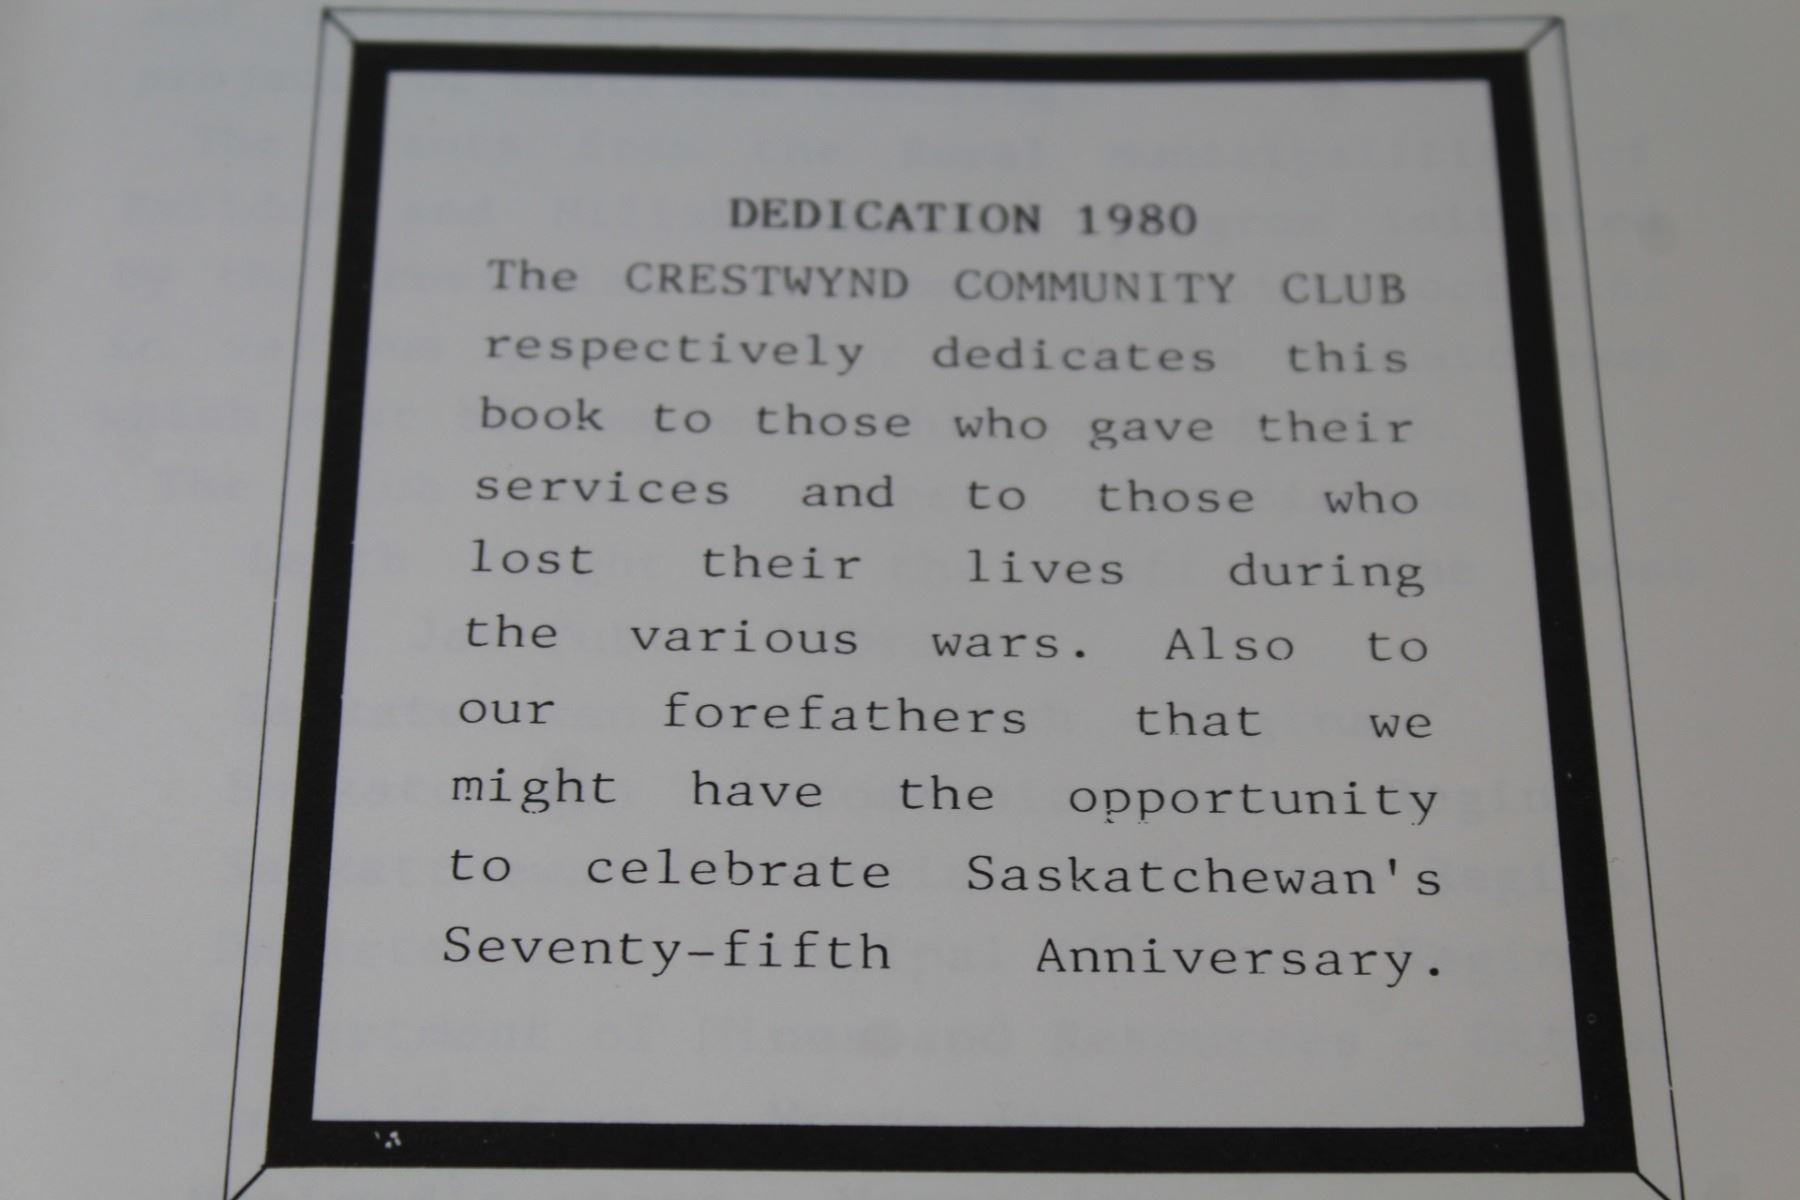 DEDICATION 1980
The CRESTWYND COMMUNITY CLUB
respectively dedicates this
book to those who gave their
services and to those who
lost their lives during
the various wars. Also to
our forefathers that we
might have the opportunity
to celebrate Saskatchewan's
Seventy-fifth Anniversary.